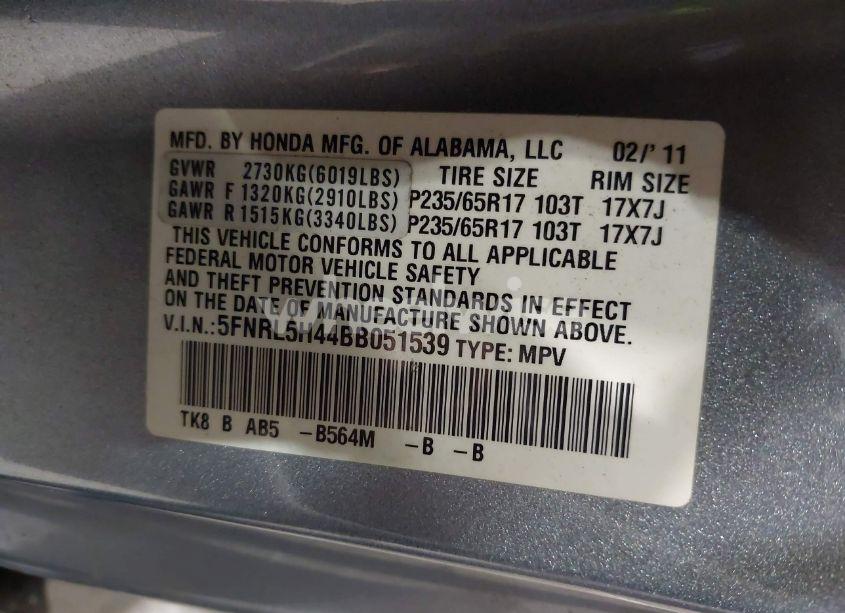 MFD. BY HONDA MFG. OF ALABAMA, LLC 02/' 11
GVWR 2730KG(6019LBS) TIRE SIZE RIM SIZE
GAWR F 1320KG(2910LBS) P235/65R17 103T 17X7J
GAWR R 1515KG(3340LBS) P235/65R17 103T 17X7J
THIS VEHICLE CONFORMS TO ALL APPLICABLE
FEDERAL MOTOR VEHICLE SAFETY
AND THEFT PREVENTION STANDARDS IN EFFECT
ON THE DATE OF MANUFACTURE SHOWN ABOVE.
V.I.N.:5FNRL5H44BB051539 TYPE: MPV
TK8 B AB5 -B564M -B -B